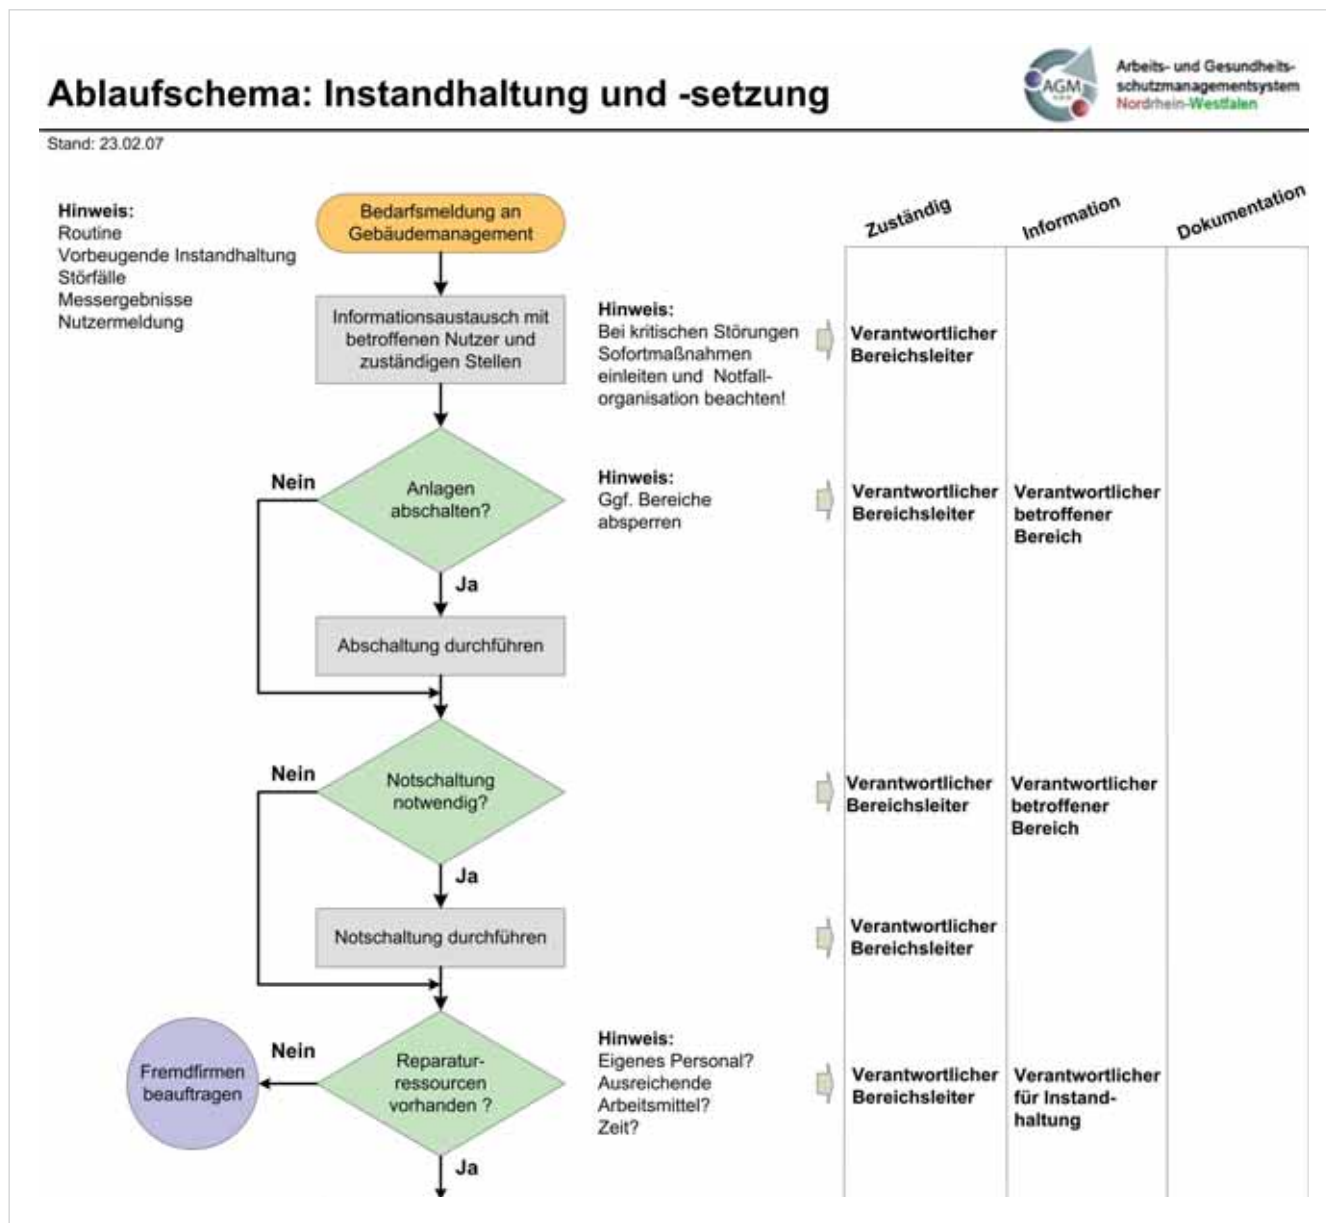 Ablaufschema: Instandhaltung und -setzung
AGM
Arbeits- und Gesundheits-
schutzmanagementsystem
Nordrhein-Westfalen
Stand: 23.02.07
Hinweis:
Routine
Vorbeugende Instandhaltung
Störfälle
Messergebnisse
Nutzermeldung
Bedarfsmeldung an
Gebäudemanagement
Zuständig
Information
Dokumentation
Informationsaustausch mit
betroffenen Nutzer und
zuständigen Stellen
Hinweis:
Bei kritischen Störungen
Sofortmaßnahmen
einleiten und Notfall-
organisation beachten!
Verantwortlicher
Bereichsleiter
Nein
Anlagen
abschalten?
Hinweis:
Ggf. Bereiche
absperren
Verantwortlicher
Bereichsleiter
Verantwortlicher
betroffener
Bereich
Ja
Abschaltung durchführen
Nein
Notschaltung
notwendig?
Verantwortlicher
Bereichsleiter
Verantwortlicher
betroffener
Bereich
Ja
Notschaltung durchführen
Verantwortlicher
Bereichsleiter
Fremdfirmen
beauftragen
Nein
Reparatur-
ressourcen
vorhanden ?
Hinweis:
Eigenes Personal?
Ausreichende
Arbeitsmittel?
Zeit?
Verantwortlicher
Bereichsleiter
Verantwortlicher
für Instand-
haltung
Ja